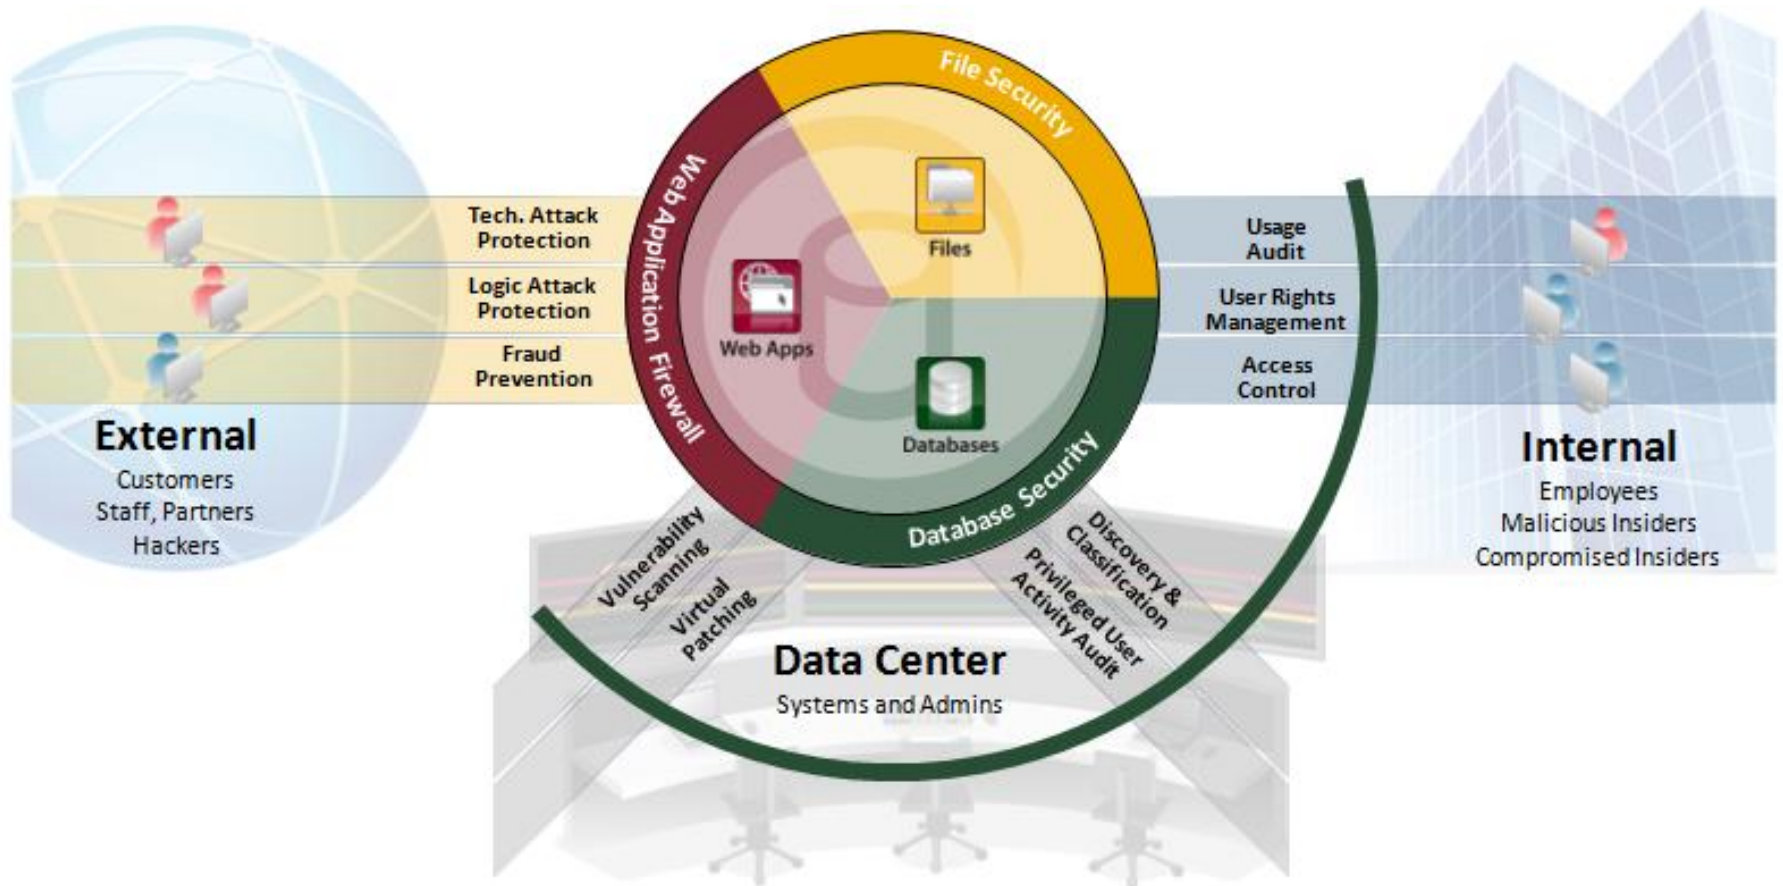 File Security
Web Application Firewall
Database Security
Files
Web Apps
Databases
Tech. Attack
Protection
Logic Attack
Protection
Fraud
Prevention
External
Customers
Staff, Partners
Hackers
Usage
Audit
User Rights
Management
Access
Control
Internal
Employees
Malicious Insiders
Compromised Insiders
Vulnerability
Scanning
Virtual
Patching
Discovery &
Classification
Privileged User
Activity Audit
Data Center
Systems and Admins